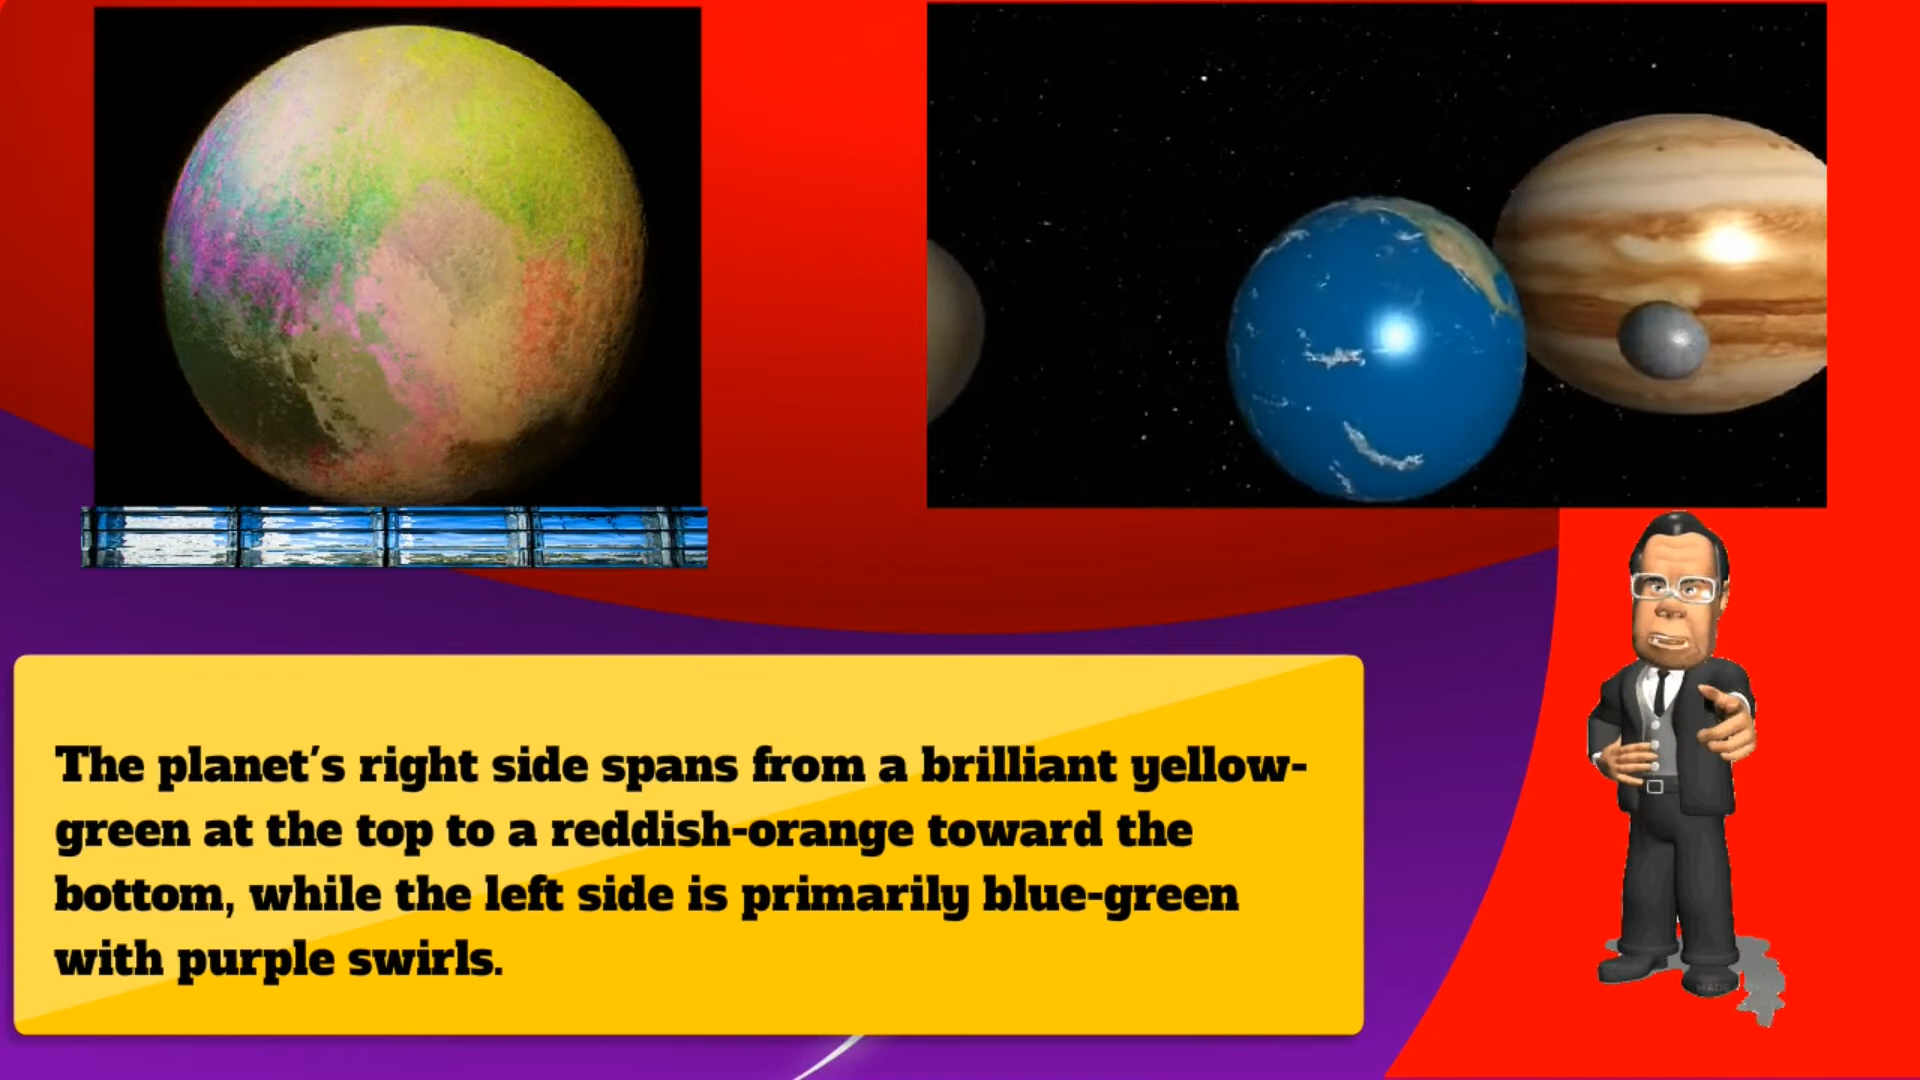 The planet's right side spans from a brilliant yellow-
green at the top to a reddish-orange toward the
bottom, while the left side is primarily blue-green
with purple swirls.
MADE